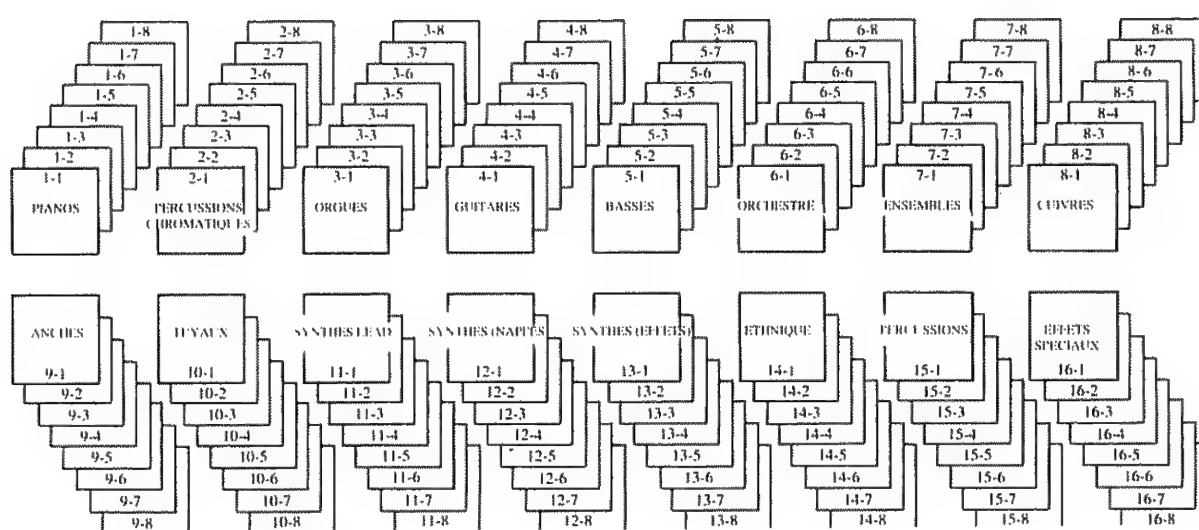 1-8 2-8 3-8 4-8 5-8 6-8 7-8 8-8
1-7 2-7 3-7 4-7 5-7 6-7 7-7 8-7
1-6 2-6 3-6 4-6 5-6 6-6 7-6 8-6
1-5 2-5 3-5 4-5 5-5 6-5 7-5 8-5
1-4 2-4 3-4 4-4 5-4 6-4 7-4 8-4
1-3 2-3 3-3 4-3 5-3 6-3 7-3 8-3
1-2 2-2 3-2 4-2 5-2 6-2 7-2 8-2
1-1 2-1 3-1 4-1 5-1 6-1 7-1 8-1
PIANOS PERCUSSIONS ORGUES GUITARES BASSES ORCHESTRE ENSEMBLES CUIVRES
CHROMATIQUES
ANCHES TUYAUX SYNTHES LEAD SYNTHES (NAPPES SYNTHES (EFFETS) ETHNIQUE PERCUSSIONS EFFETS
SPECIAUX
9-1 10-1 11-1 12-1 13-1 14-1 15-1 16-1
9-2 10-2 11-2 12-2 13-2 14-2 15-2 16-2
9-3 10-3 11-3 12-3 13-3 14-3 15-3 16-3
9-4 10-4 11-4 12-4 13-4 14-4 15-4 16-4
9-5 10-5 11-5 12-5 13-5 14-5 15-5 16-5
9-6 10-6 11-6 12-6 13-6 14-6 15-6 16-6
9-7 10-7 11-7 12-7 13-7 14-7 15-7 16-7
9-8 10-8 11-8 12-8 13-8 14-8 15-8 16-8